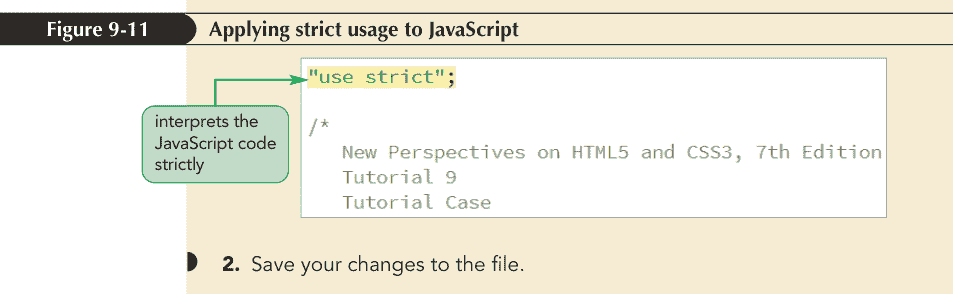 Figure 9-11
Applying strict usage to JavaScript
"use strict";
interprets the
JavaScript code
strictly
/*
New Perspectives on HTML5 and CSS3, 7th Edition
Tutorial 9
Tutorial Case
2. Save your changes to the file.